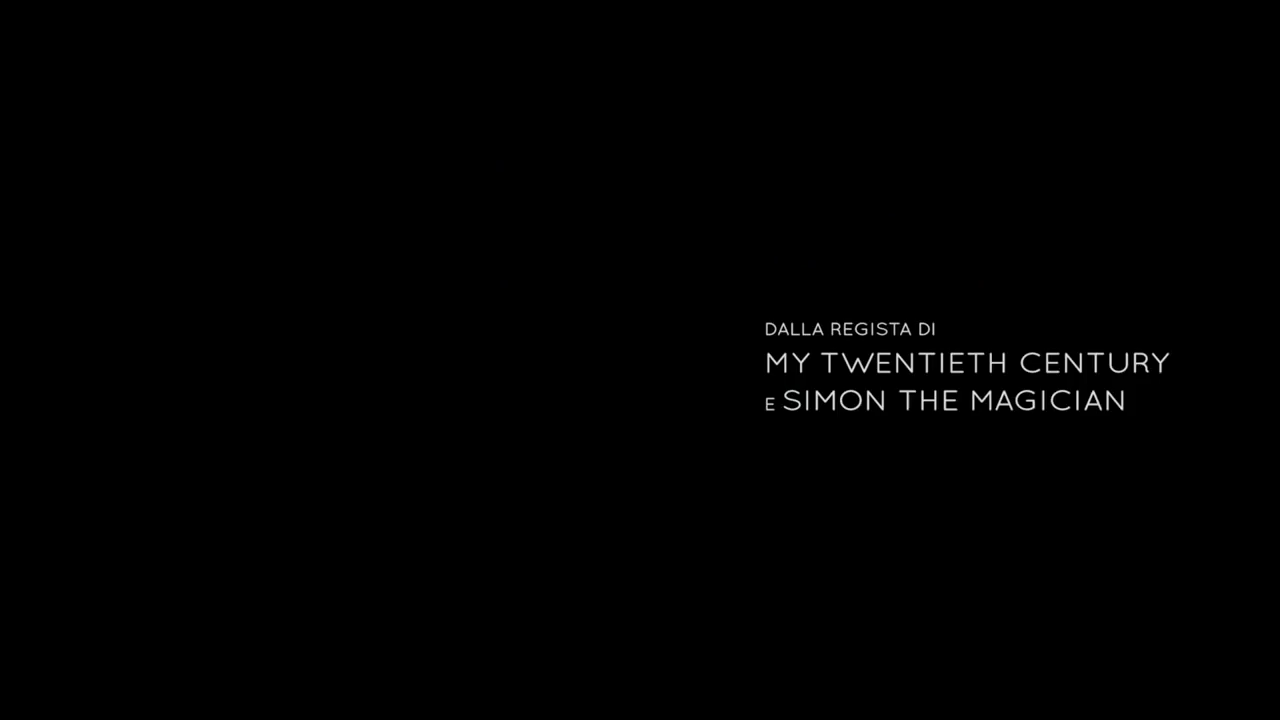 DALLA REGISTA DI
MY TWENTIETH CENTURY
E SIMON THE MAGICIAN